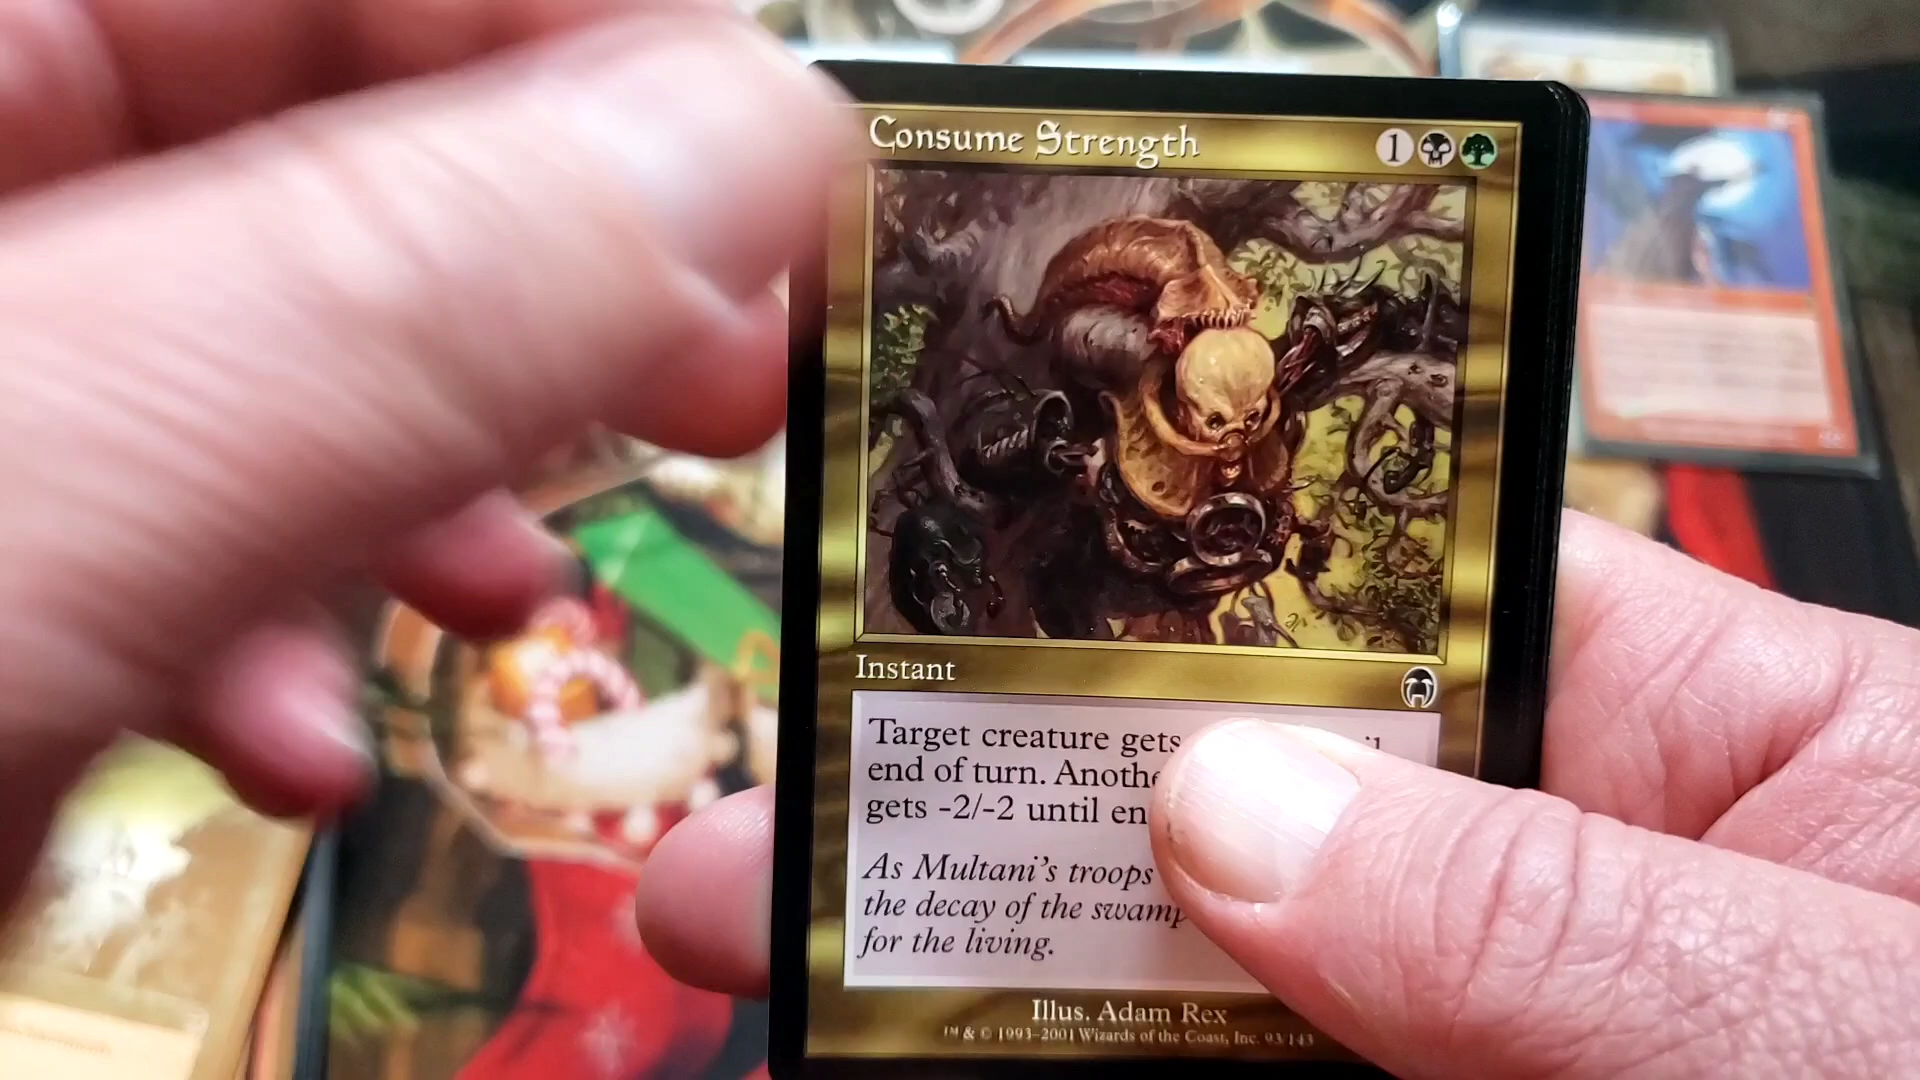 Consume Strength 1
Instant
Target creature gets
end of turn. Anothe
gets -2/-2 until en
As Multani's troops
the decay of the swamp
for the living.
Illus. Adam Rex
™ & © 1993–2001 Wizards of the Coast, Inc. 93/143